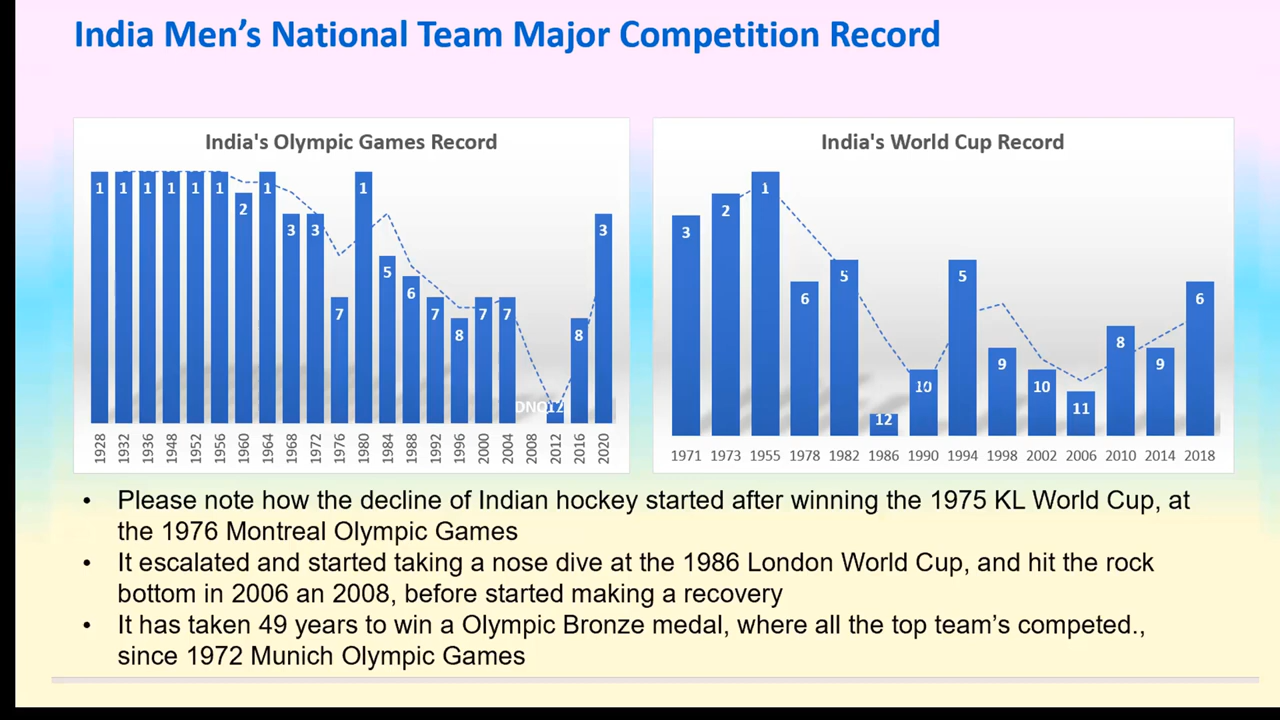 India Men's National Team Major Competition Record
India's Olympic Games Record
1 1 1 1 1 1 2 1 3 3 7 1 5 6 7 8 7 7 DNQ 12 8 3
1928 1932 1936 1948 1952 1956 1960 1964 1968 1972 1976 1980 1984 1988 1992 1996 2000 2004 2008 2012 2016 2020
India's World Cup Record
3 2 1 6 5 12 10 5 9 10 11 8 9 6
1971 1973 1955 1978 1982 1986 1990 1994 1998 2002 2006 2010 2014 2018
• Please note how the decline of Indian hockey started after winning the 1975 KL World Cup, at
the 1976 Montreal Olympic Games
• It escalated and started taking a nose dive at the 1986 London World Cup, and hit the rock
bottom in 2006 an 2008, before started making a recovery
• It has taken 49 years to win a Olympic Bronze medal, where all the top team's competed.,
since 1972 Munich Olympic Games